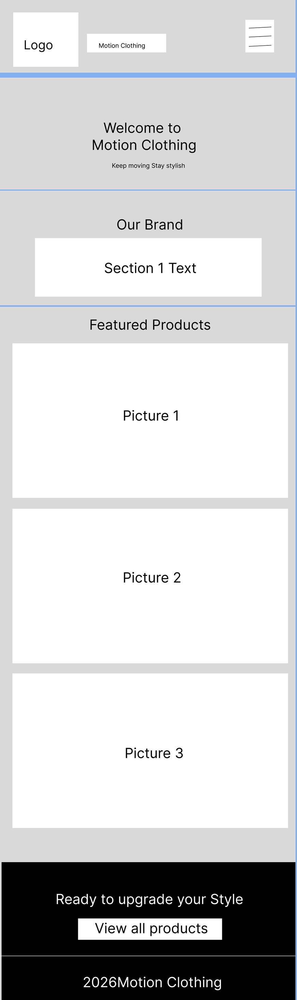 Logo
Motion Clothing
Welcome to
Motion Clothing
Keep moving Stay stylish
Our Brand
Section 1 Text
Featured Products
Picture 1
Picture 2
Picture 3
Ready to upgrade your Style
View all products
2026Motion Clothing